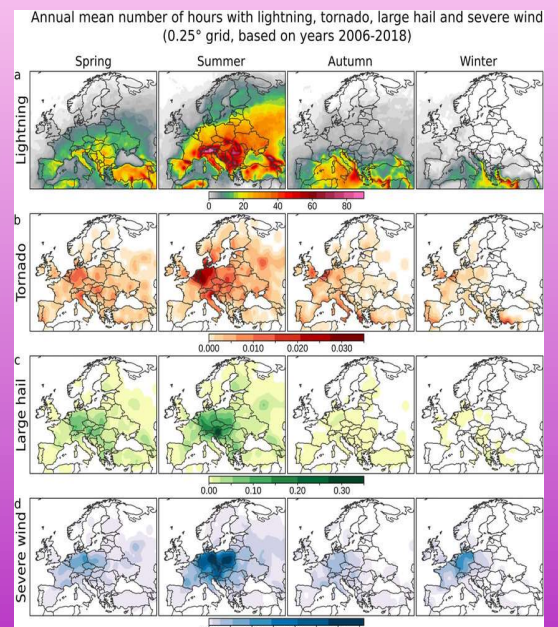 Annual mean number of hours with lightning, tornado, large hail and severe wind
(0.25° grid, based on years 2006-2018)
Spring Summer Autumn Winter
a
Lightning
0 20 40 60 80
b
Tornado
0.000 0.010 0.020 0.030
c
Large hail
0.00 0.10 0.20 0.30
d
Severe wind